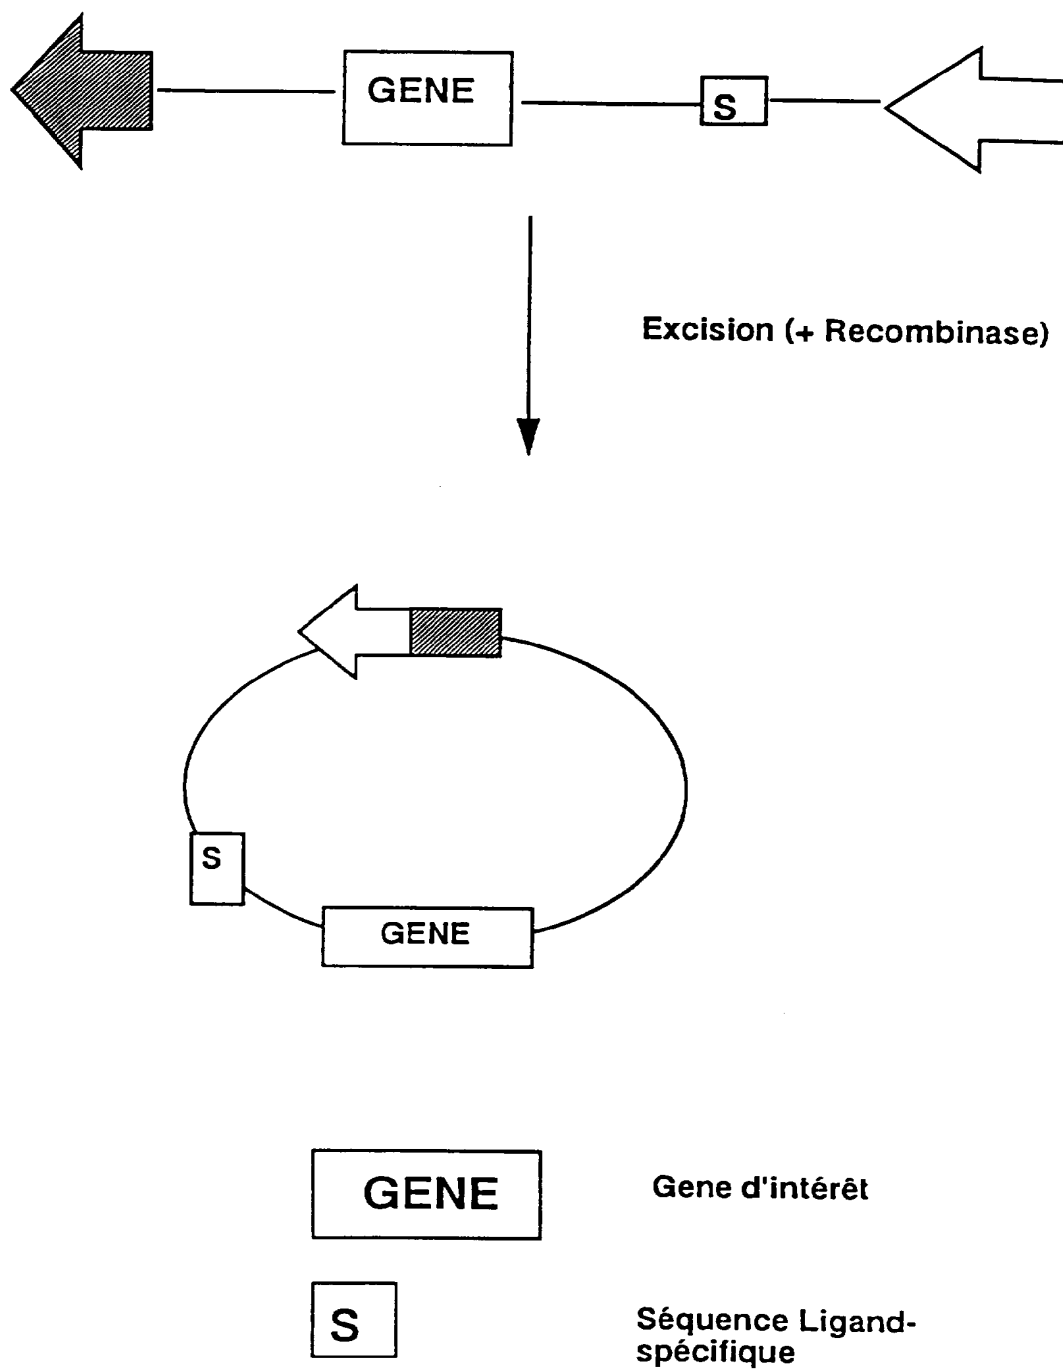 GENE
S
Excision (+ Recombinase)
S
GENE
GENE
Gene d'intérêt
S
Séquence Ligand-
spécifique